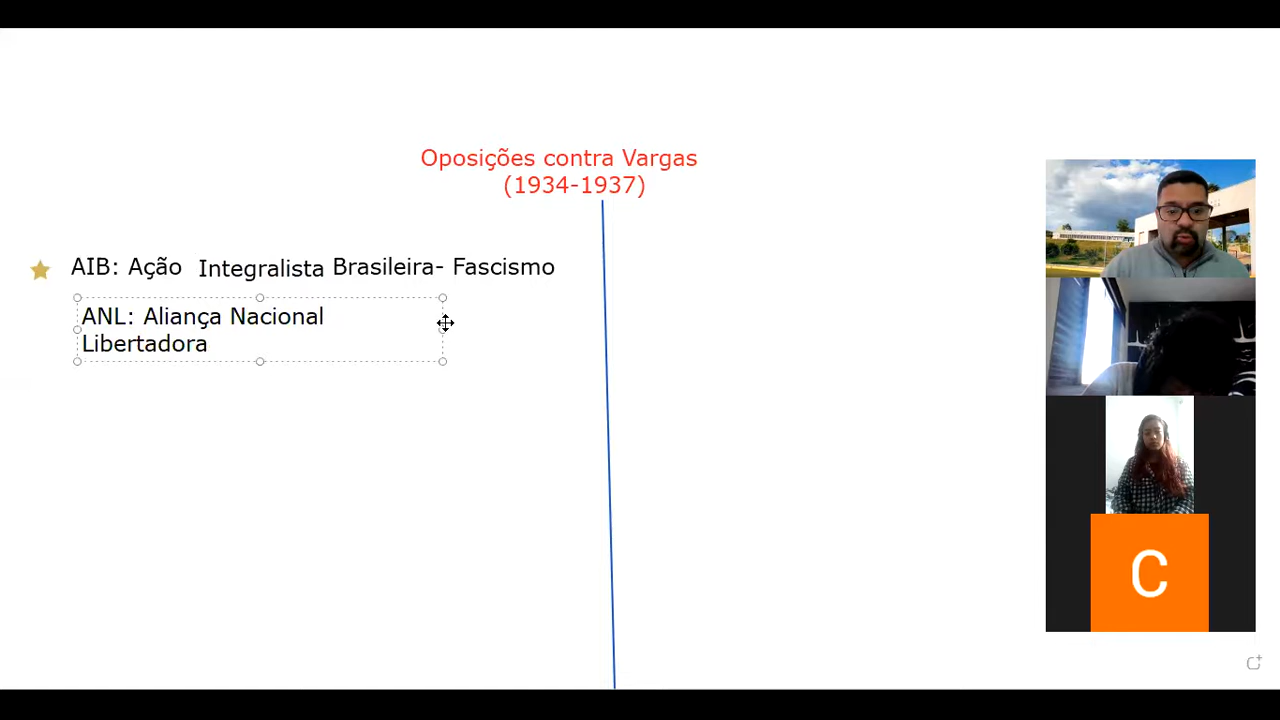 Oposições contra Vargas
(1934-1937)
AIB: Ação Integralista Brasileira- Fascismo
ANL: Aliança Nacional
Libertadora
C